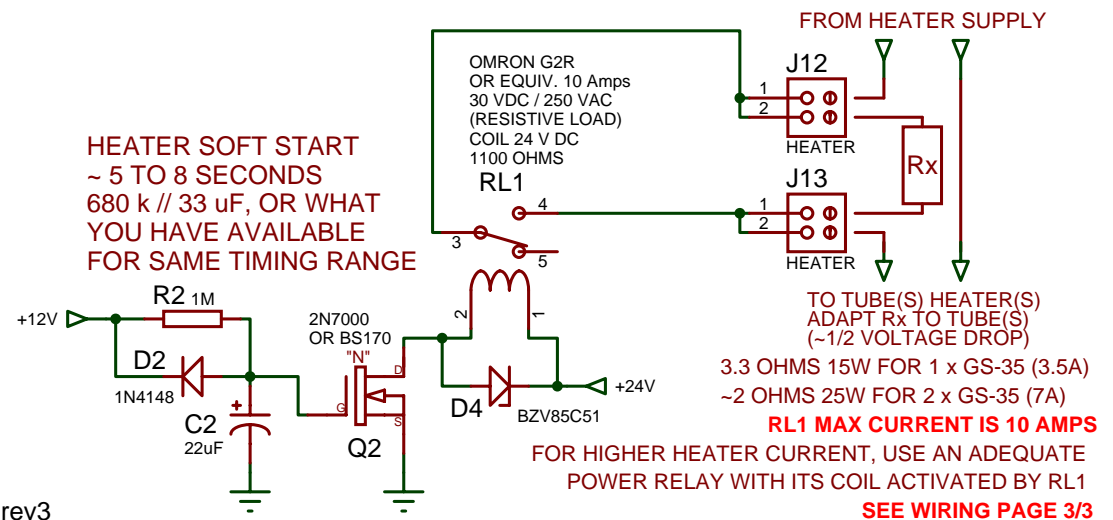 FROM HEATER SUPPLY
OMRON G2R
OR EQUIV. 10 Amps
30 VDC / 250 VAC
(RESISTIVE LOAD)
COIL 24 V DC
1100 OHMS
RL1
J12
1
2
HEATER
Rx
HEATER SOFT START
~ 5 TO 8 SECONDS
680 k // 33 uF, OR WHAT
YOU HAVE AVAILABLE
FOR SAME TIMING RANGE
J13
1
2
HEATER
3
4
5
2
1
R2 1M
+12V
D2
1N4148
C2
22uF
+
2N7000
OR BS170
"N"
D
G
S
Q2
D4
BZV85C51
+24V
TO TUBE(S) HEATER(S)
ADAPT Rx TO TUBE(S)
(~1/2 VOLTAGE DROP)
3.3 OHMS 15W FOR 1 x GS-35 (3.5A)
~2 OHMS 25W FOR 2 x GS-35 (7A)
RL1 MAX CURRENT IS 10 AMPS
FOR HIGHER HEATER CURRENT, USE AN ADEQUATE
POWER RELAY WITH ITS COIL ACTIVATED BY RL1
SEE WIRING PAGE 3/3
rev3